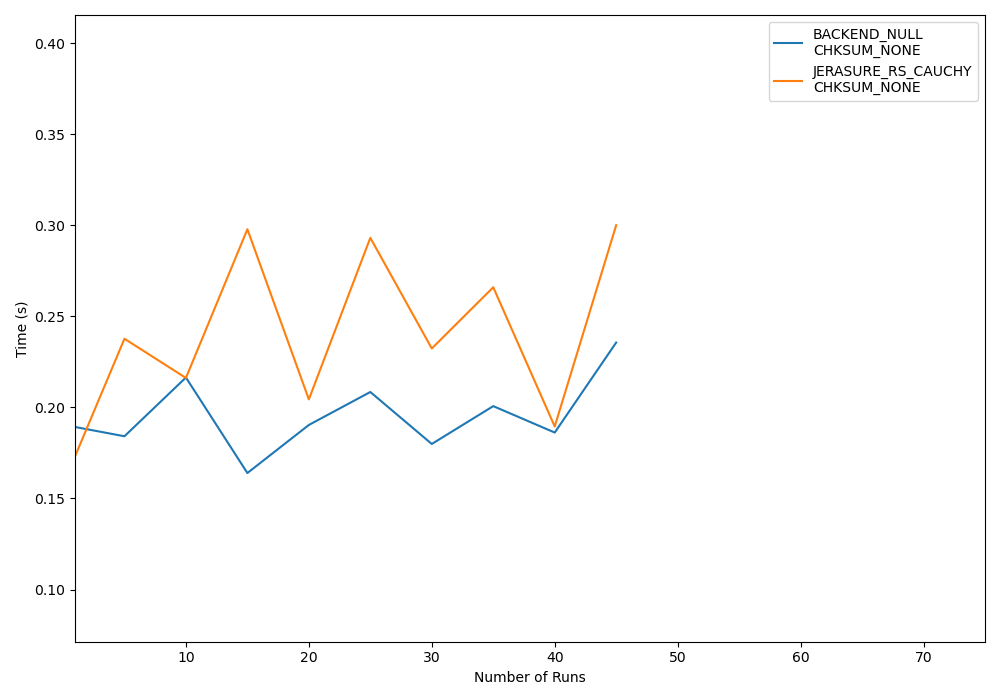 0.40
0.35
0.30
0.25
0.20
0.15
0.10
Time (s)
10 20 30 40 50 60 70
Number of Runs
BACKEND_NULL
CHKSUM_NONE
JERASURE_RS_CAUCHY
CHKSUM_NONE